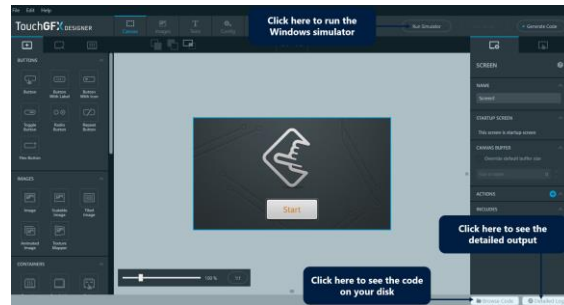 File Edit Help
TouchGFX DESIGNER
Canvas
Images
Texts
Config
Click here to run the
Windows simulator
Run Simulator
Generate Code
BUTTONS
Button
Button
With Label
Button
With Icon
Toggle
Button
Radio
Button
Repeat
Button
Flex Button
IMAGES
Image
Scalable
Image
Tiled
Image
Animated
Image
Texture
Mapper
CONTAINERS
Start
100 %
1:1
SCREEN
NAME
STARTUP SCREEN
This screen is startup screen
CANVAS BUFFER
Override default buffer size
ACTIONS
INCLUDES
Click here to see the
detailed output
Click here to see the code
on your disk
Browse Code
Detailed Log